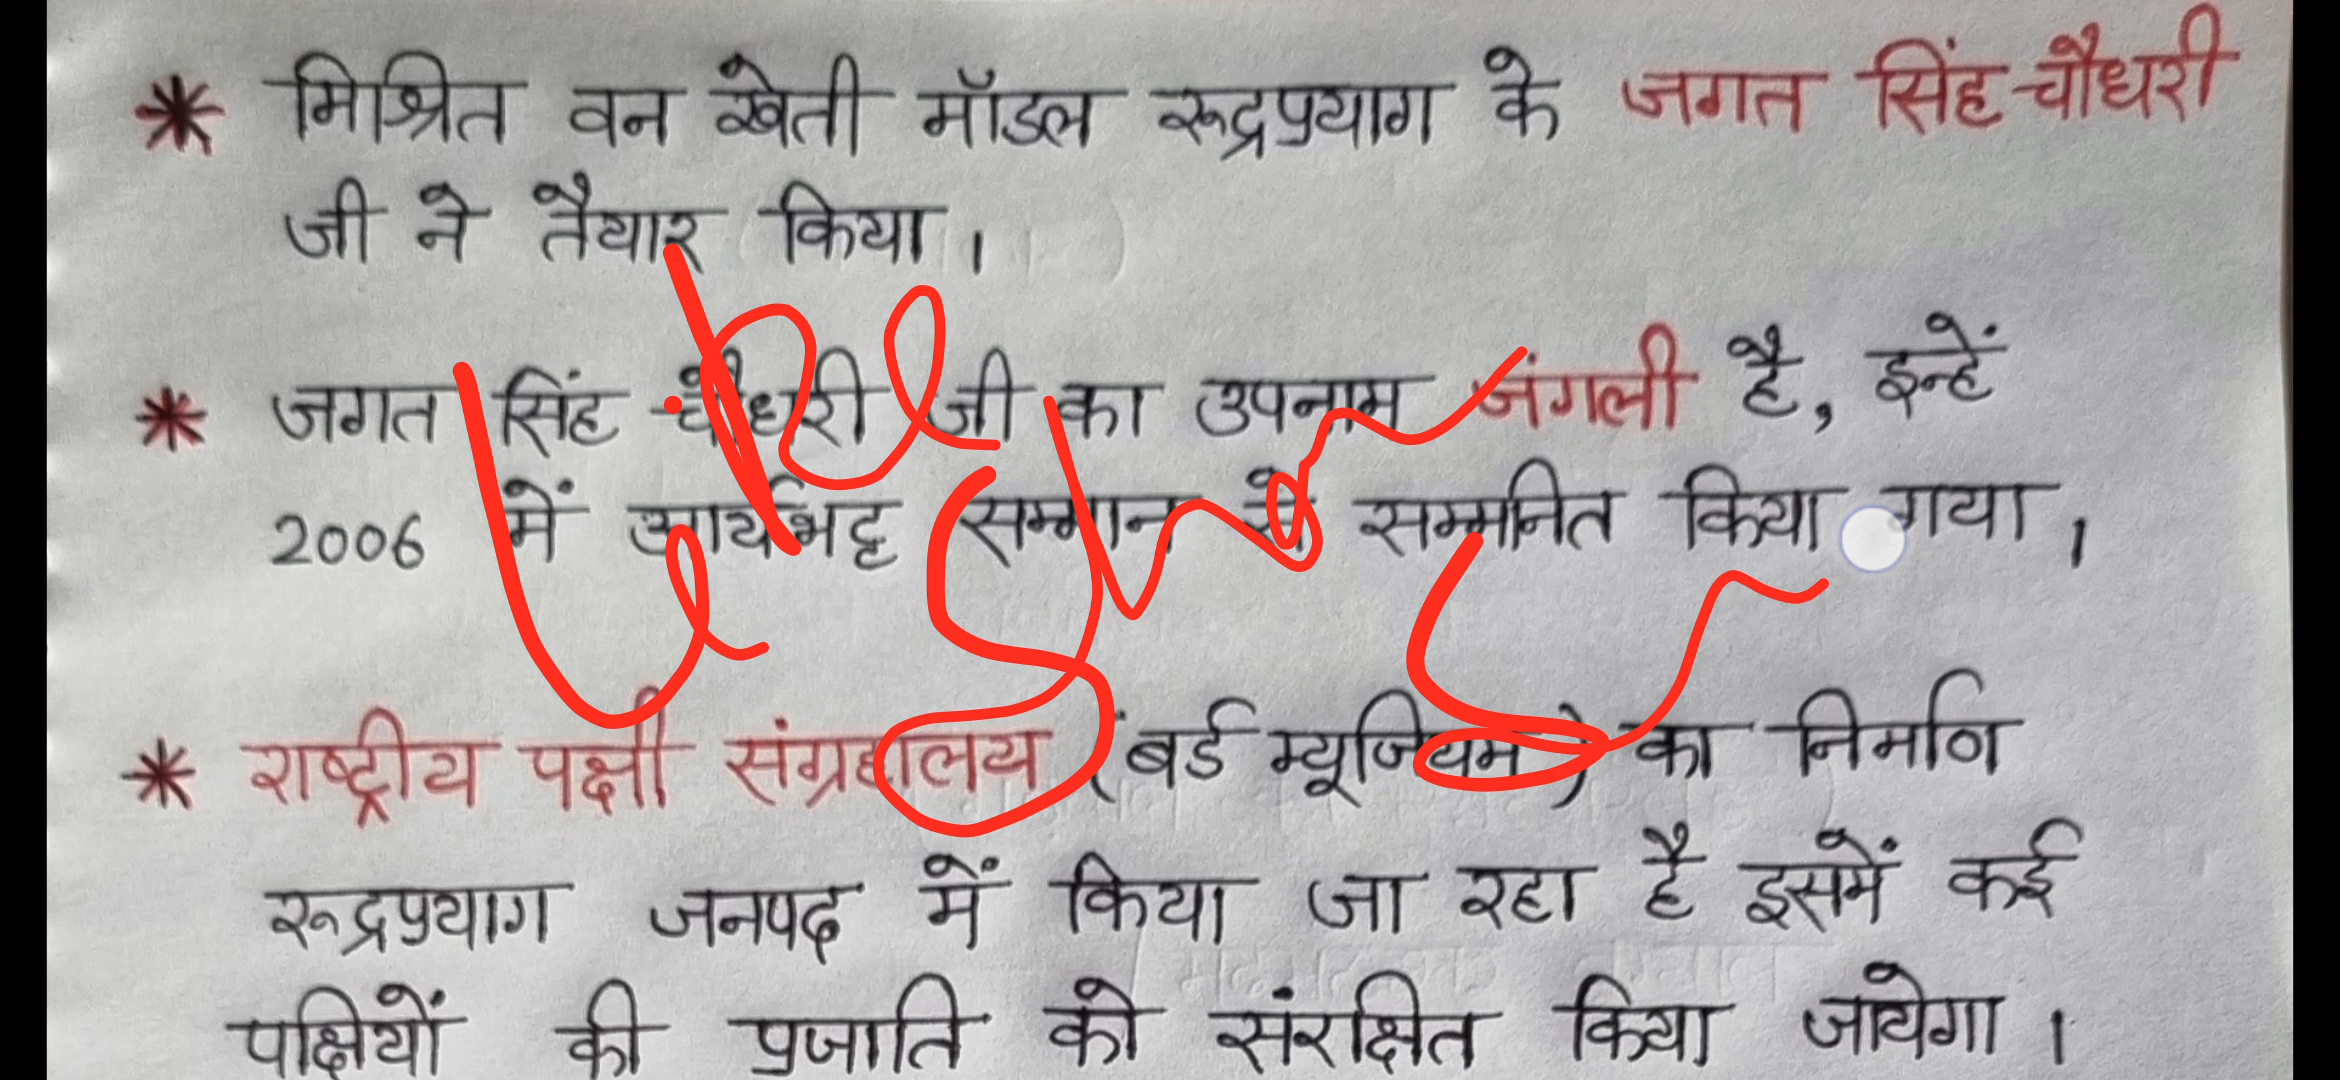 * मिश्रित वन खेती मॉडल रूद्रप्रयाग के जगत सिंह चौधरी
जी ने तैयार किया ।
* जगत सिंह चौधरी जी का उपनाम जंगली है, इन्हें
2006 में आर्यभट्ट सम्मान से सम्मनित किया गया ।
* राष्ट्रीय पक्षी संग्रहालय (बर्ड म्यूजियम) का निर्माण
रूद्रप्रयाग जनपद में किया जा रहा है इसमें कई
पक्षियों की प्रजाति को संरक्षित किया जायेगा ।